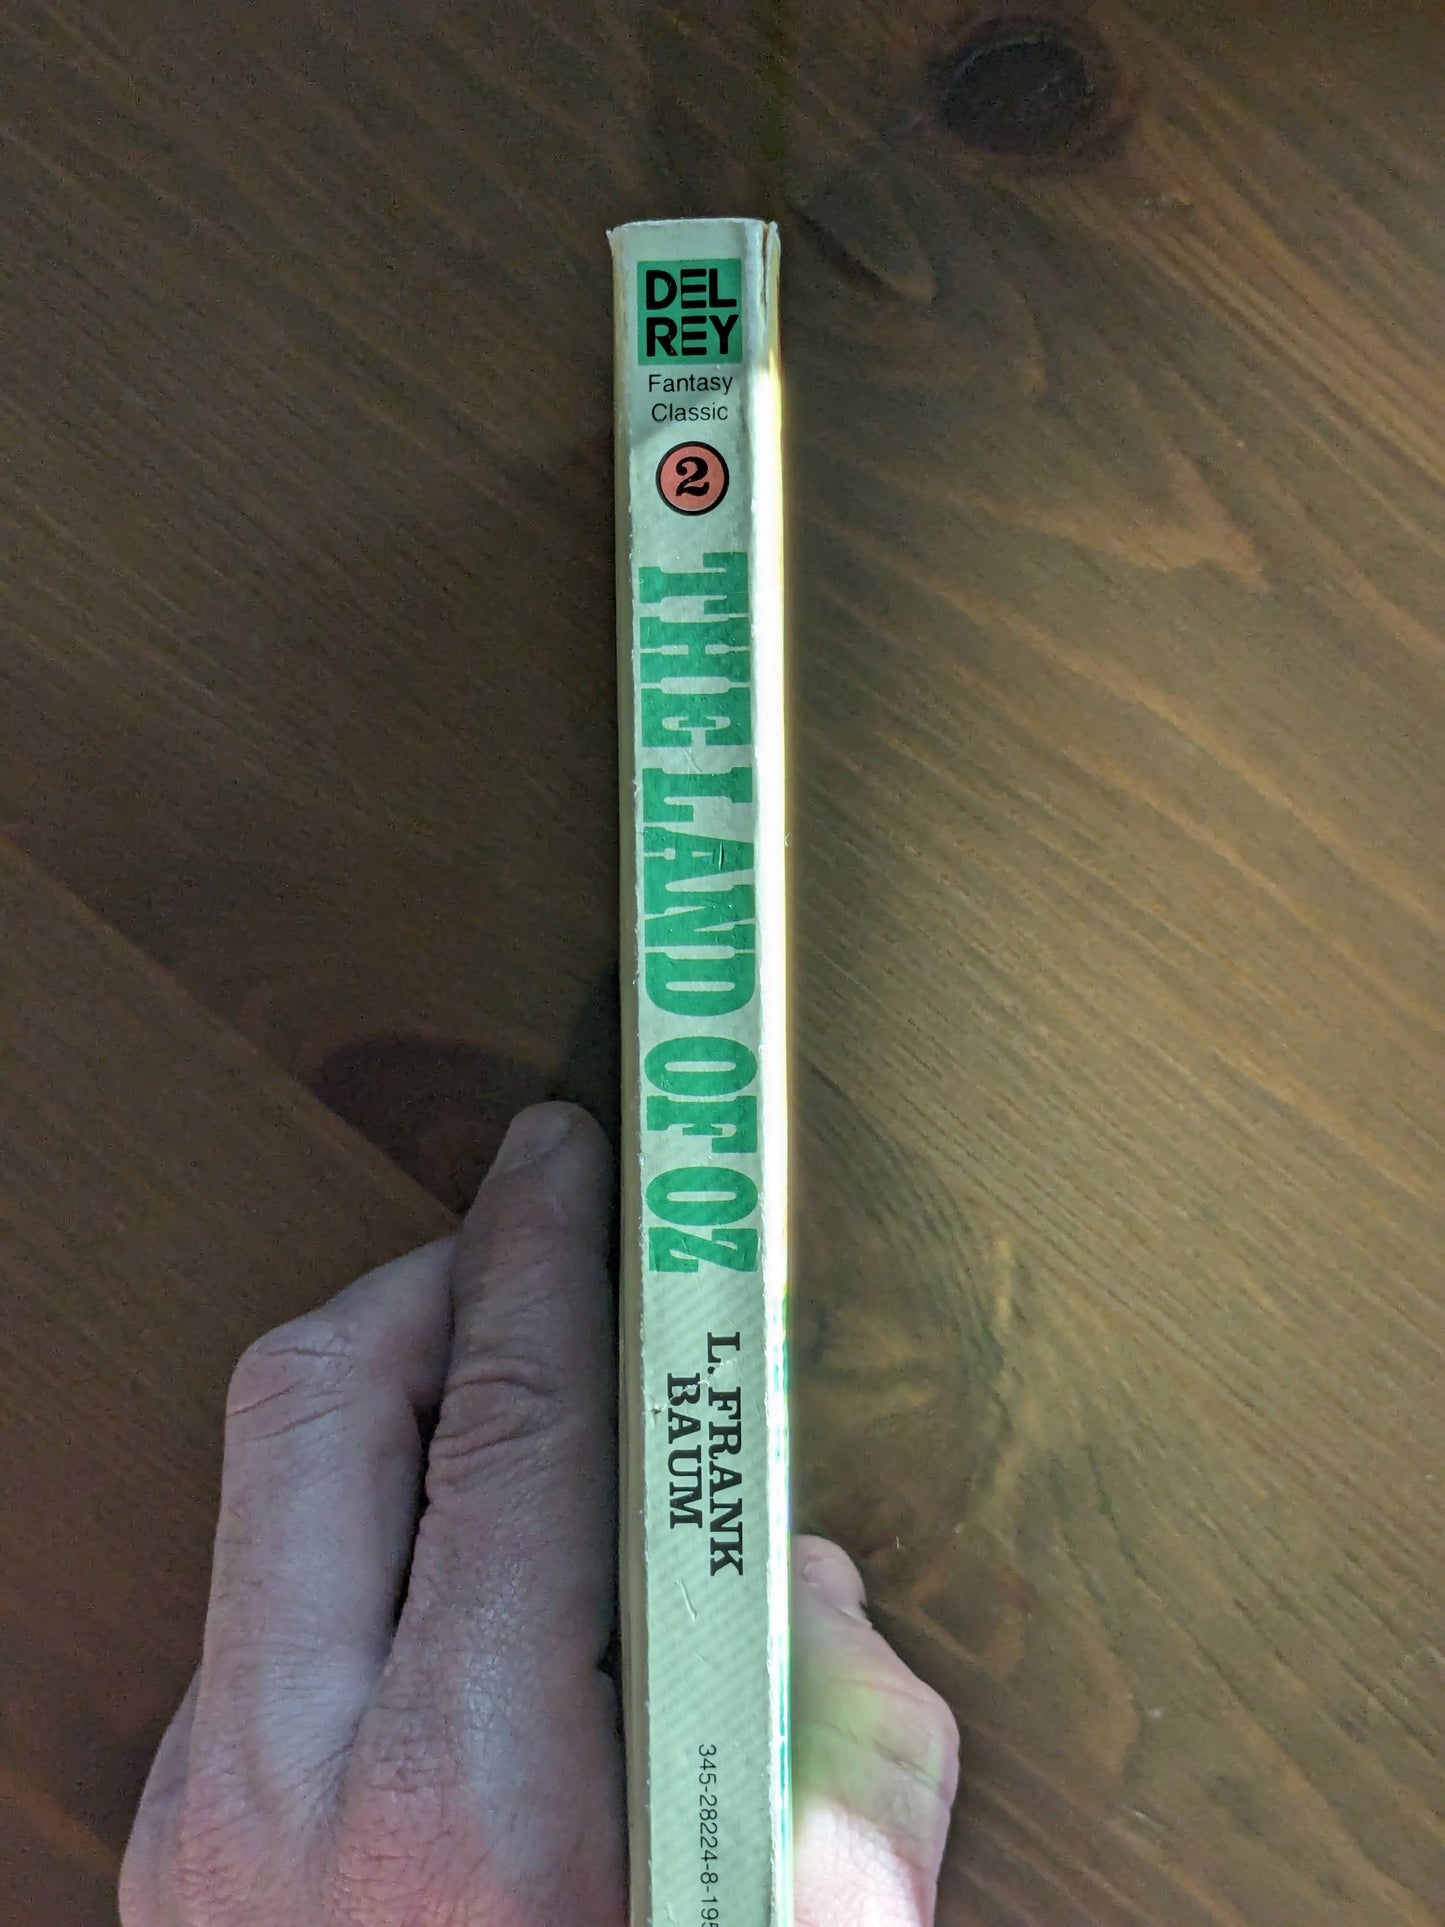 DEL
REY
Fantasy
Classic
2
THE LAND OF OZ
L. FRANK
BAUM
345-28224-8-195